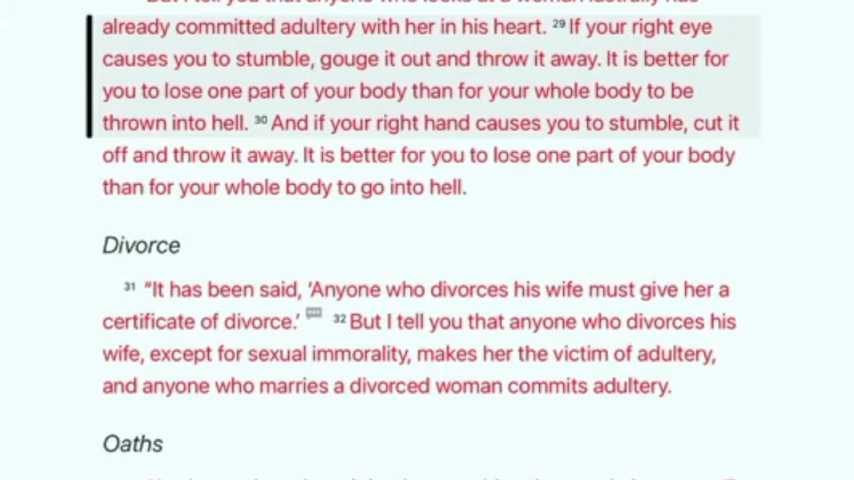 already committed adultery with her in his heart. 29 If your right eye
causes you to stumble, gouge it out and throw it away. It is better for
you to lose one part of your body than for your whole body to be
thrown into hell. 30 And if your right hand causes you to stumble, cut it
off and throw it away. It is better for you to lose one part of your body
than for your whole body to go into hell.
Divorce
31 “It has been said, ‘Anyone who divorces his wife must give her a
certificate of divorce.’ 32 But I tell you that anyone who divorces his
wife, except for sexual immorality, makes her the victim of adultery,
and anyone who marries a divorced woman commits adultery.
Oaths